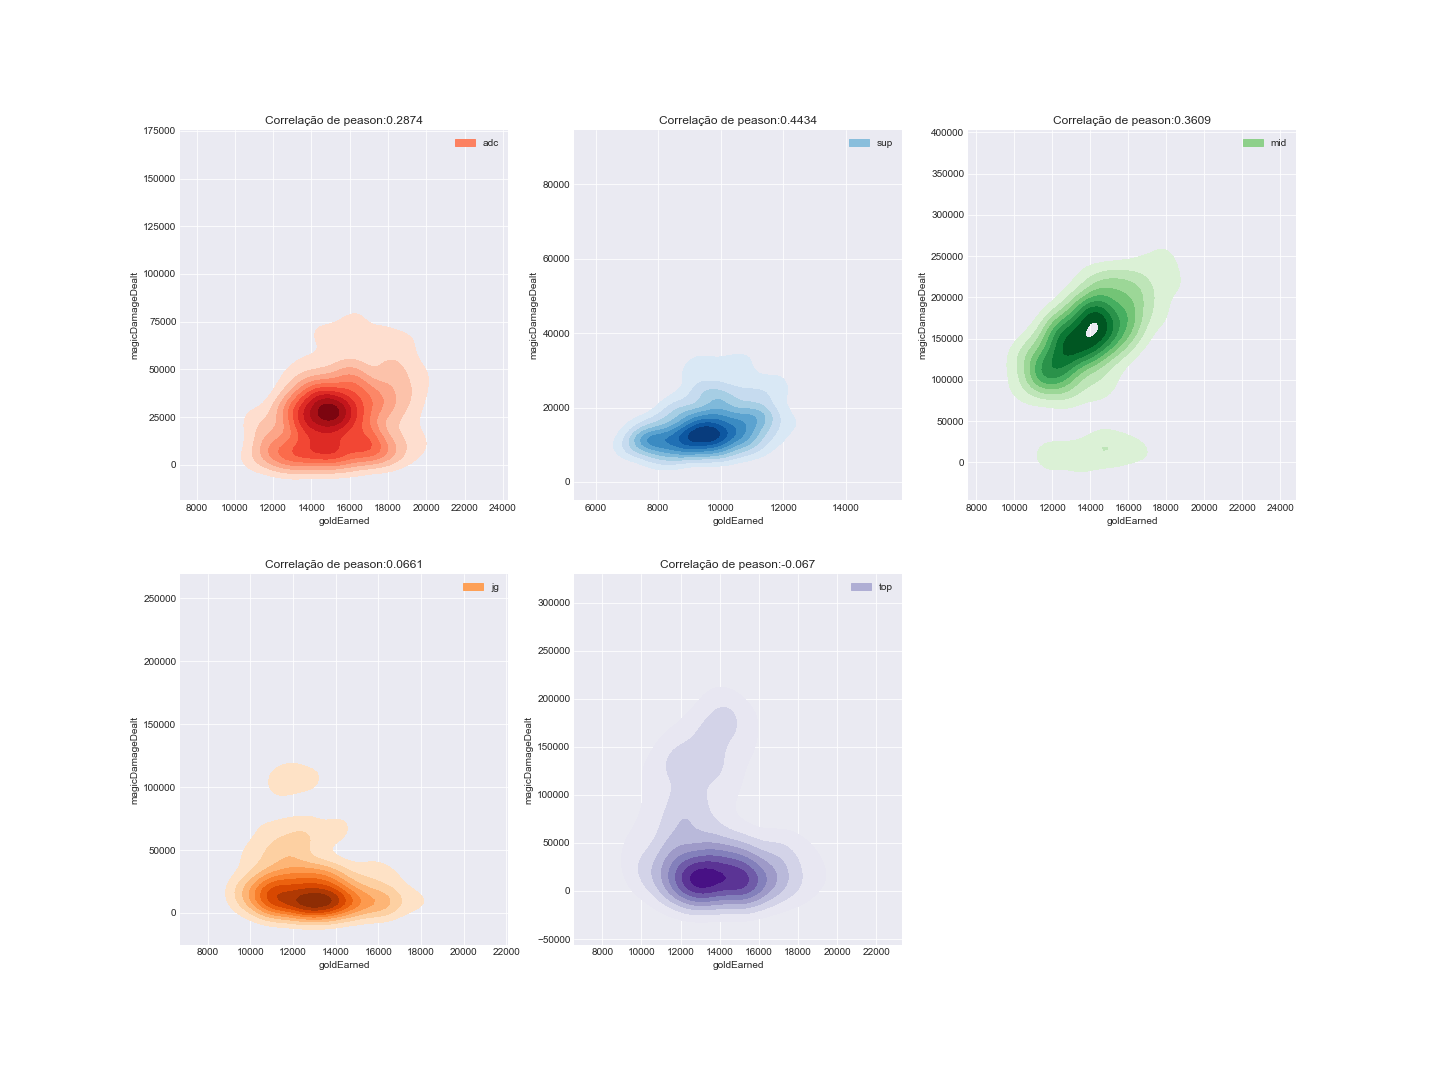 Correlação de peason:0.2874
adc
175000
150000
125000
100000
75000
50000
25000
0
magicDamageDealt
8000 10000 12000 14000 16000 18000 20000 22000 24000
goldEarned
Correlação de peason:0.4434
sup
80000
60000
40000
20000
0
magicDamageDealt
6000 8000 10000 12000 14000
goldEarned
Correlação de peason:0.3609
mid
400000
350000
300000
250000
200000
150000
100000
50000
0
magicDamageDealt
8000 10000 12000 14000 16000 18000 20000 22000 24000
goldEarned
Correlação de peason:0.0661
jg
250000
200000
150000
100000
50000
0
magicDamageDealt
8000 10000 12000 14000 16000 18000 20000 22000
goldEarned
Correlação de peason:-0.067
top
300000
250000
200000
150000
100000
50000
0
−50000
magicDamageDealt
8000 10000 12000 14000 16000 18000 20000 22000
goldEarned